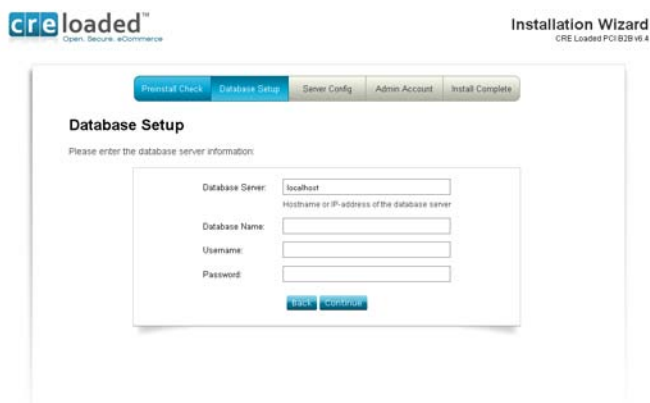 cre loaded™
Open. Secure. eCommerce
Installation Wizard
CRE Loaded PCI B2B v6.4
Preinstall Check Database Setup Server Config Admin Account Install Complete
Database Setup
Please enter the database server information:
Database Server: localhost
Hostname or IP-address of the database server
Database Name:
Username:
Password:
Back Continue